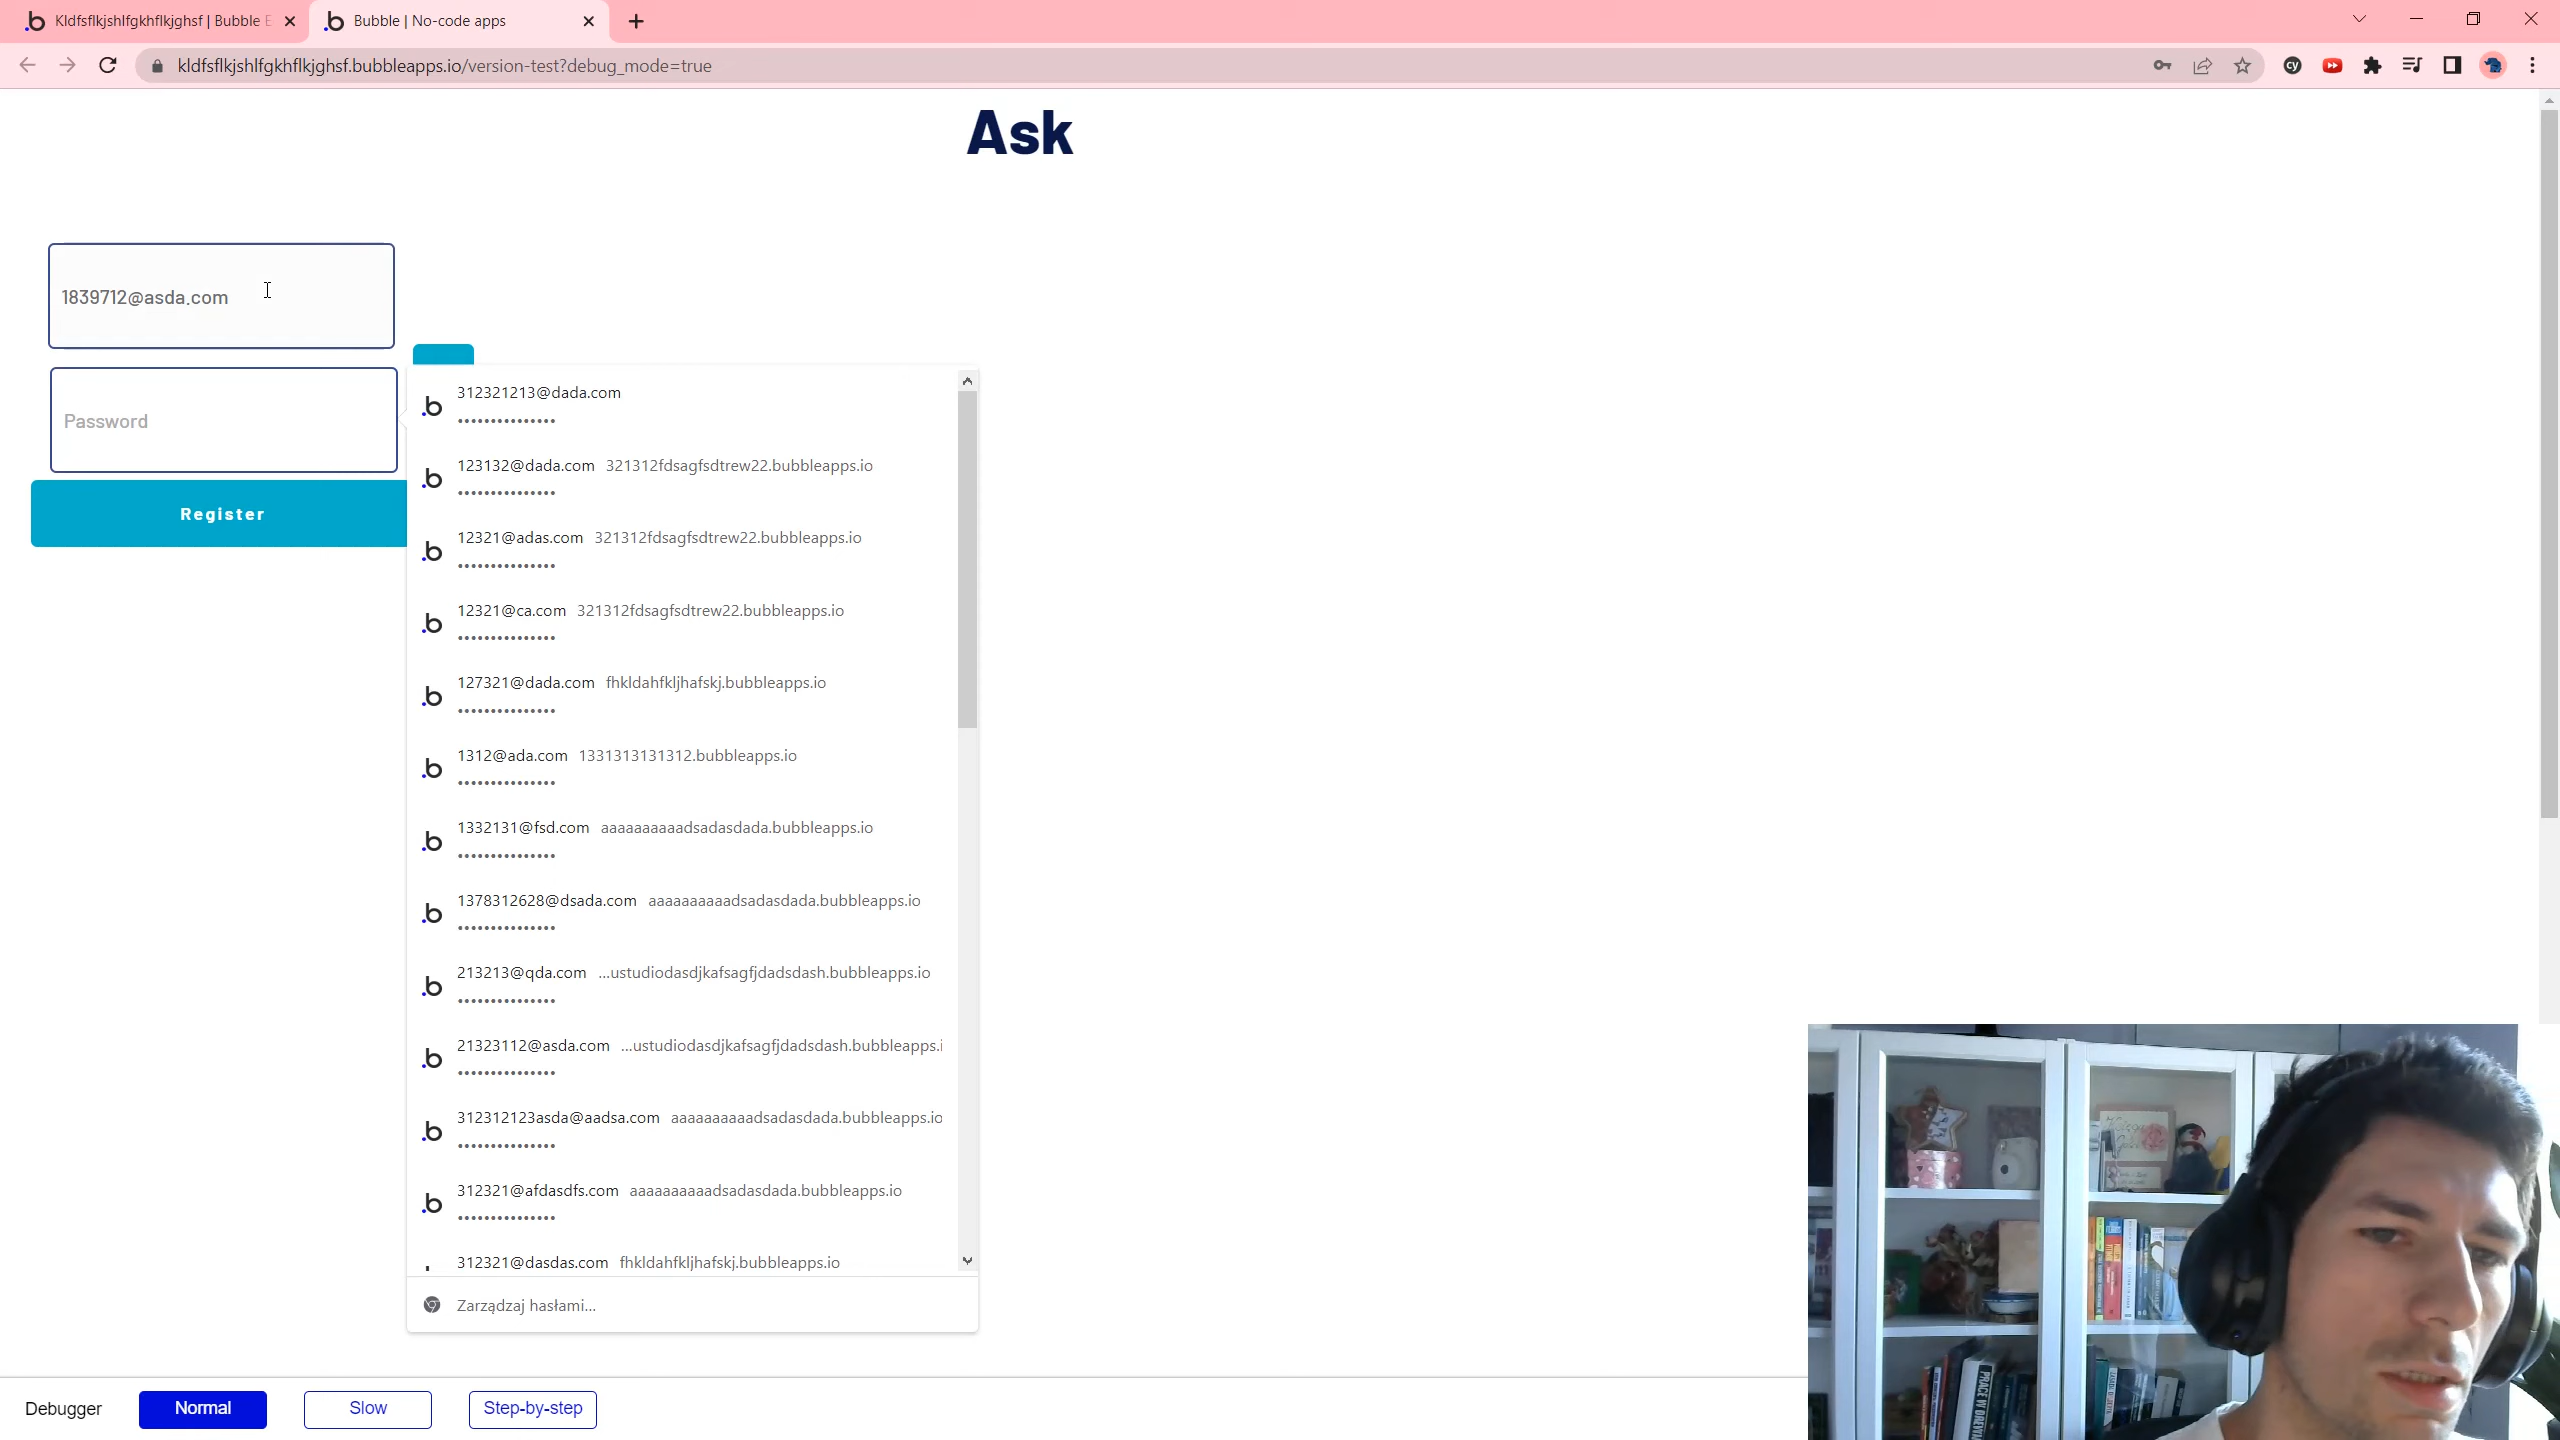 Kldfsflkjshlfgkhflkjghsf | Bubble E
Bubble | No-code apps
kldfsflkjshlfgkhflkjghsf.bubbleapps.io/version-test?debug_mode=true
Ask
1839712@asda.com
Password
Register
312321213@dada.com
123132@dada.com 321312fdsagfsdtrew22.bubbleapps.io
12321@adas.com 321312fdsagfsdtrew22.bubbleapps.io
12321@ca.com 321312fdsagfsdtrew22.bubbleapps.io
127321@dada.com fhkldahfkljhafskj.bubbleapps.io
1312@ada.com 1331313131312.bubbleapps.io
1332131@fsd.com aaaaaaaaaadsadasdada.bubbleapps.io
1378312628@dsada.com aaaaaaaaaadsadasdada.bubbleapps.io
213213@qda.com ...ustudiodasdjkafsagfjdadsdash.bubbleapps.io
21323112@asda.com ...ustudiodasdjkafsagfjdadsdash.bubbleapps.i
312312123asda@aadsa.com aaaaaaaaaadsadasdada.bubbleapps.io
312321@afdasdfs.com aaaaaaaaaadsadasdada.bubbleapps.io
312321@dasdas.com fhkldahfkljhafskj.bubbleapps.io
Zarządzaj hasłami...
Debugger
Normal
Slow
Step-by-step